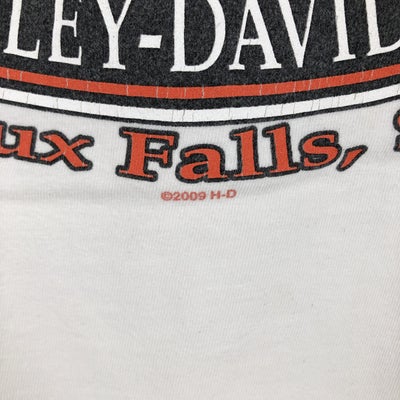 LEY-DAVID
ux Falls, S
©2009 H-D